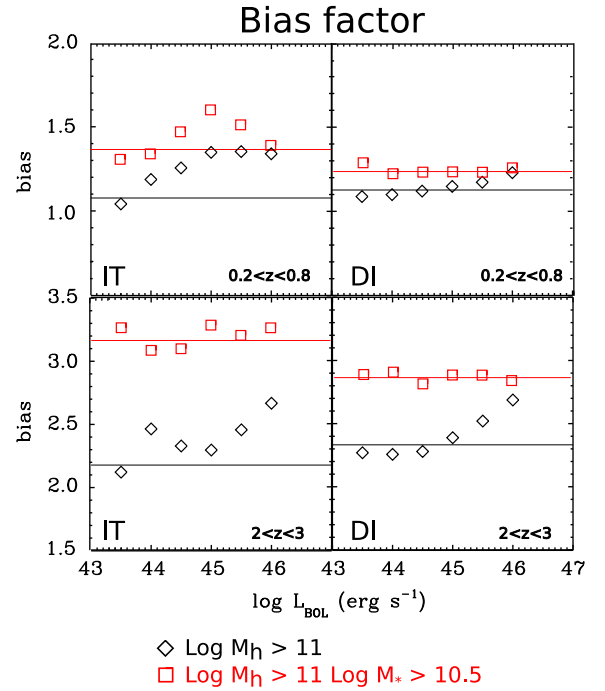 Bias factor
2.0
1.5
1.0
0.5
bias
IT
0.2<z<0.8
DI
0.2<z<0.8
3.5
3.0
2.5
2.0
1.5
bias
IT
2<z<3
DI
2<z<3
43 44 45 46 43 44 45 46 47
log L_BOL (erg s⁻¹)
Log Mh > 11
Log Mh > 11 Log M* > 10.5